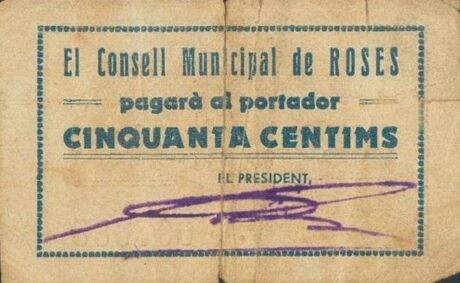 El Consell Municipal de ROSES
pagarà al portador
CINQUANTA CENTIMS
EL PRESIDENT,